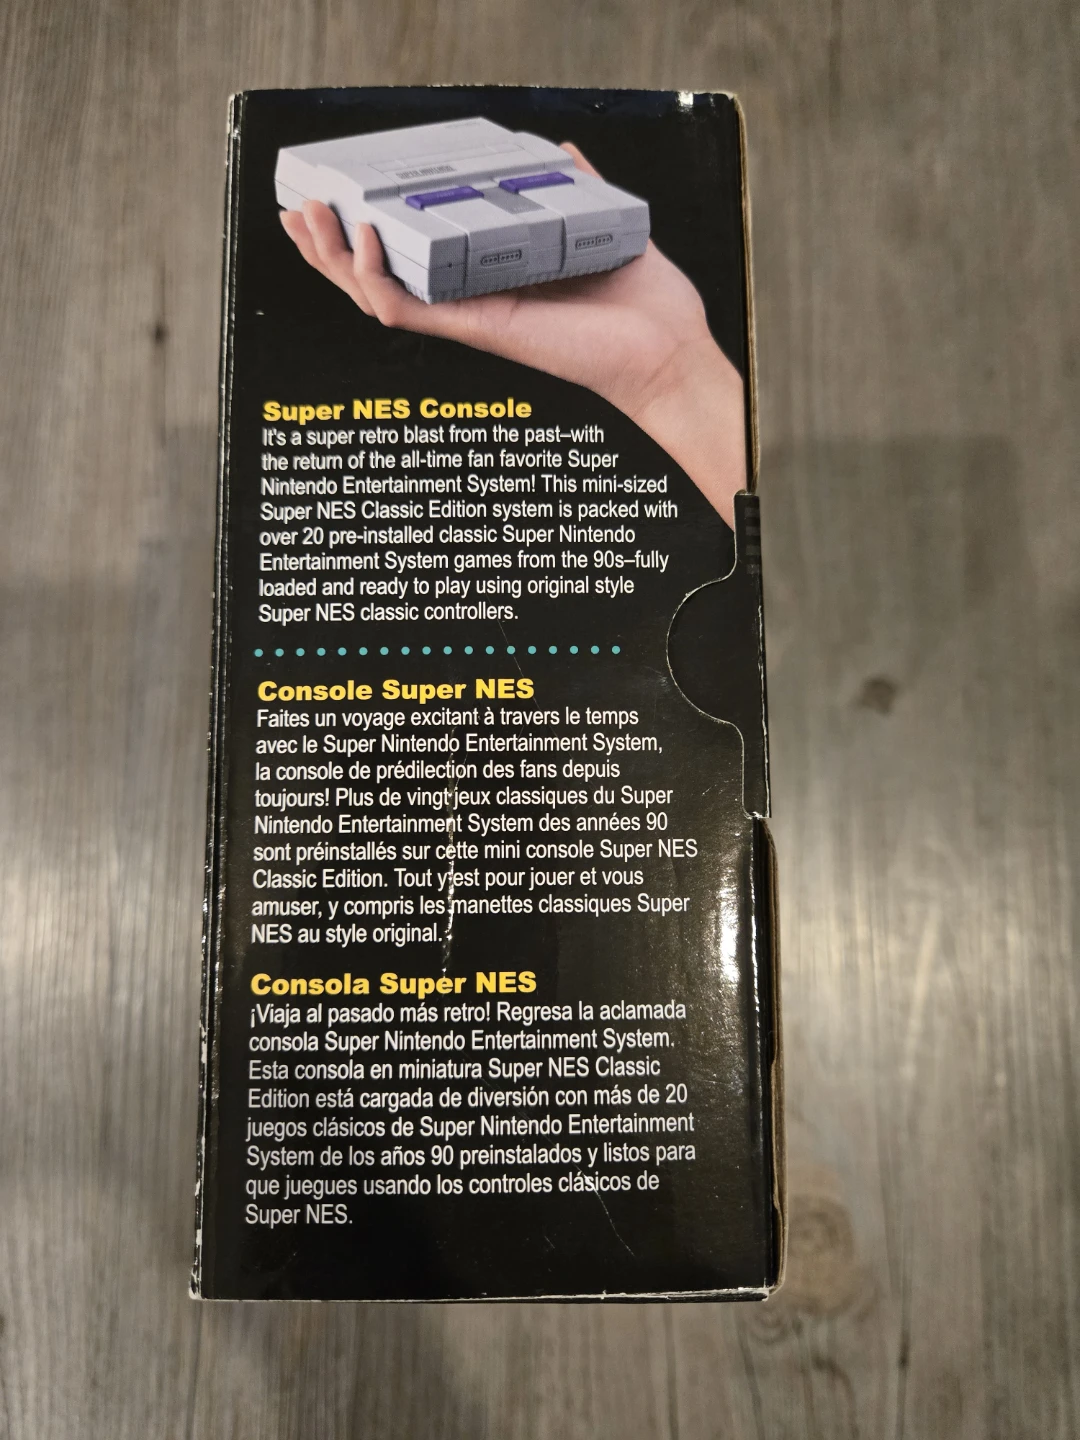 Super NES Console
It's a super retro blast from the past–with
the return of the all-time fan favorite Super
Nintendo Entertainment System! This mini-sized
Super NES Classic Edition system is packed with
over 20 pre-installed classic Super Nintendo
Entertainment System games from the 90s–fully
loaded and ready to play using original style
Super NES classic controllers.
Console Super NES
Faites un voyage excitant à travers le temps
avec le Super Nintendo Entertainment System,
la console de prédilection des fans depuis
toujours! Plus de vingt jeux classiques du Super
Nintendo Entertainment System des années 90
sont préinstallés sur cette mini console Super NES
Classic Edition. Tout y est pour jouer et vous
amuser, y compris les manettes classiques Super
NES au style original.
Consola Super NES
¡Viaja al pasado más retro! Regresa la aclamada
consola Super Nintendo Entertainment System.
Esta consola en miniatura Super NES Classic
Edition está cargada de diversión con más de 20
juegos clásicos de Super Nintendo Entertainment
System de los años 90 preinstalados y listos para
que juegues usando los controles clásicos de
Super NES.